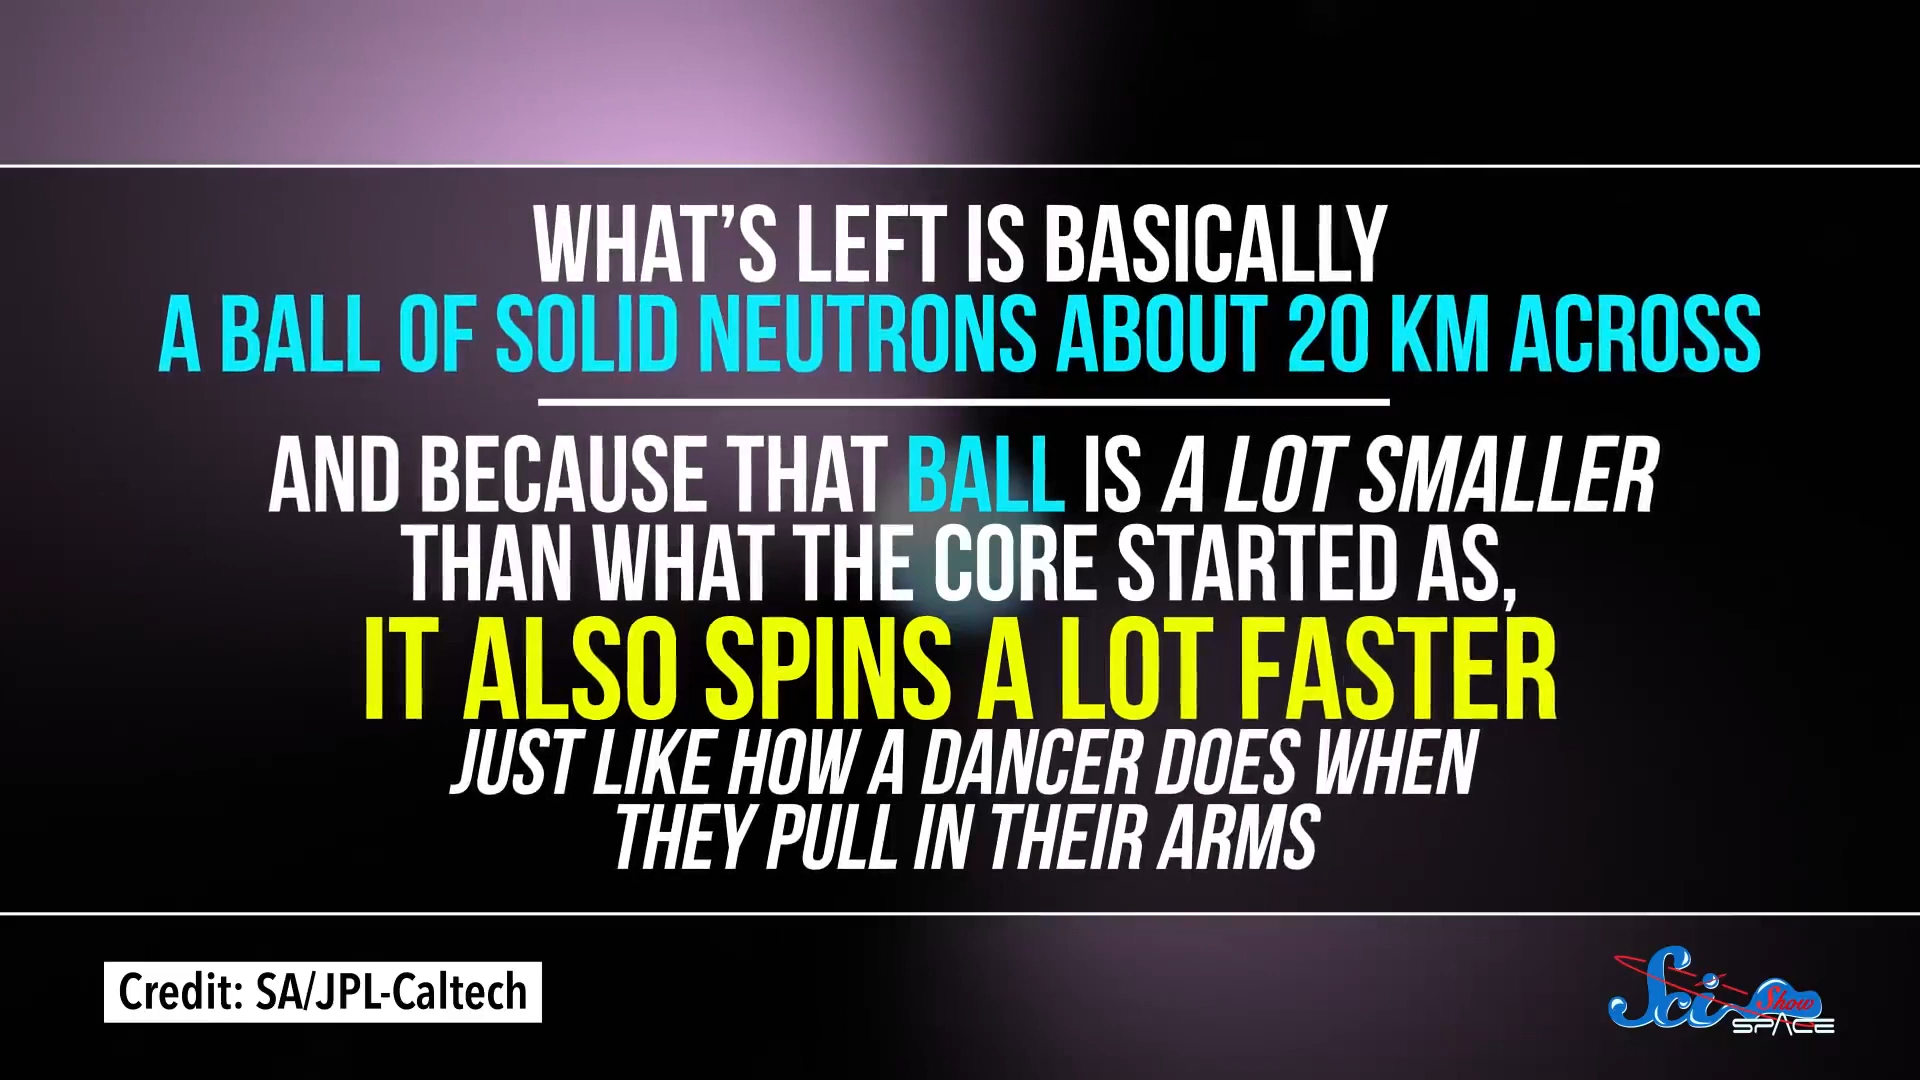 WHAT'S LEFT IS BASICALLY
A BALL OF SOLID NEUTRONS ABOUT 20 KM ACROSS
AND BECAUSE THAT BALL IS A LOT SMALLER
THAN WHAT THE CORE STARTED AS,
IT ALSO SPINS A LOT FASTER
JUST LIKE HOW A DANCER DOES WHEN
THEY PULL IN THEIR ARMS
Credit: SA/JPL-Caltech
Sci Show
SPACE